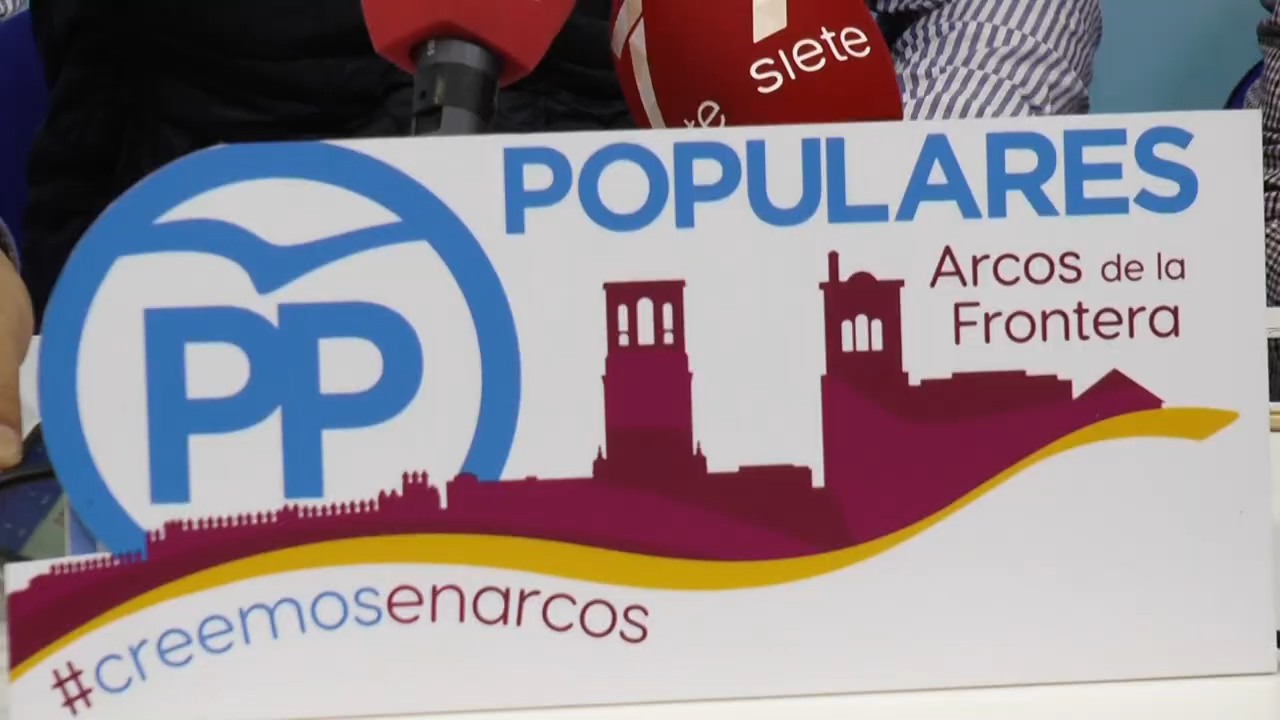 siete
POPULARES
PP
Arcos de la
Frontera
#creemosenarcos